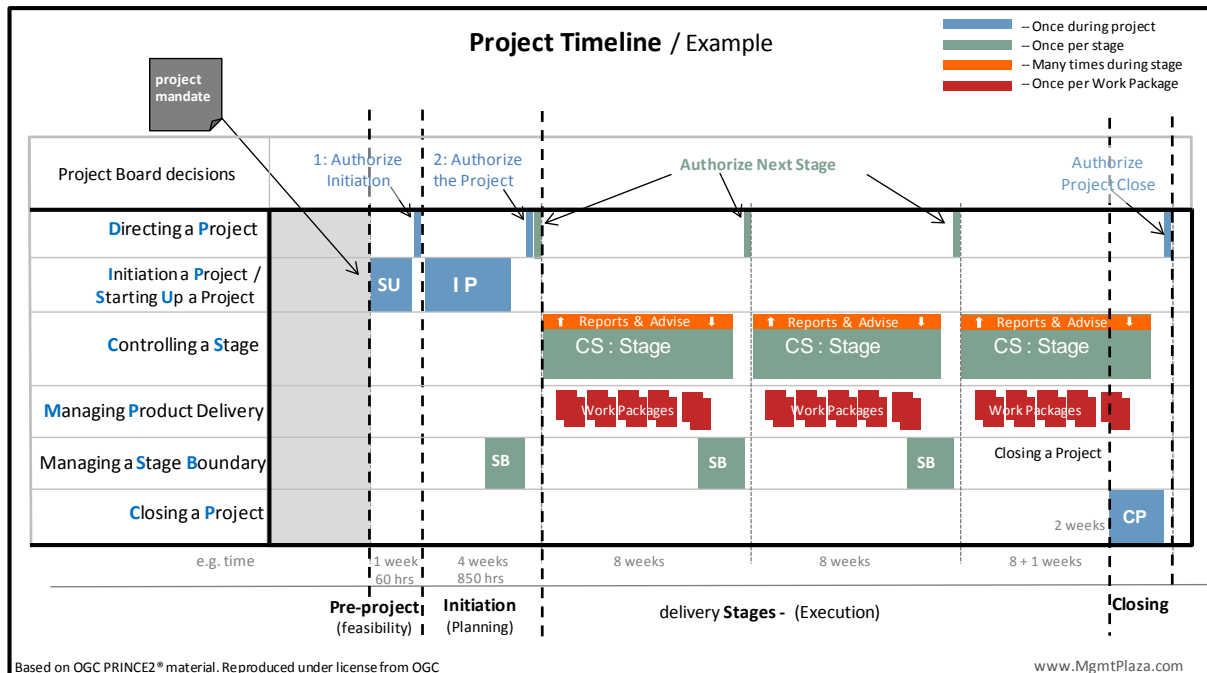 Project Timeline / Example
-- Once during project
-- Once per stage
-- Many times during stage
-- Once per Work Package
project
mandate
Project Board decisions
1: Authorize
Initiation
2: Authorize
the Project
Authorize Next Stage
Authorize
Project Close
Directing a Project
Initiation a Project /
Starting Up a Project
SU
I P
Controlling a Stage
⬆ Reports & Advise ⬇
CS : Stage
⬆ Reports & Advise ⬇
CS : Stage
⬆ Reports & Advise ⬇
CS : Stage
Managing Product Delivery
Work Packages
Work Packages
Work Packages
Managing a Stage Boundary
SB
SB
SB
Closing a Project
Closing a Project
2 weeks
CP
e.g. time
1 week
60 hrs
4 weeks
850 hrs
8 weeks
8 weeks
8 + 1 weeks
Pre-project
(feasibility)
Initiation
(Planning)
delivery Stages - (Execution)
Closing
Based on OGC PRINCE2® material. Reproduced under license from OGC
www.MgmtPlaza.com